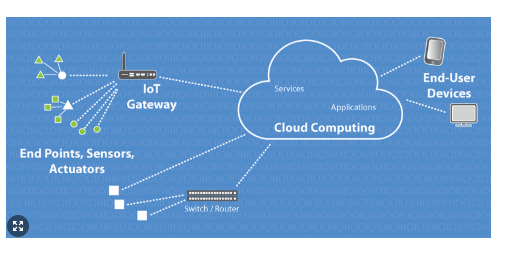 IoT
Gateway
Services
Applications
Cloud Computing
End-User
Devices
End Points, Sensors,
Actuators
Switch / Router